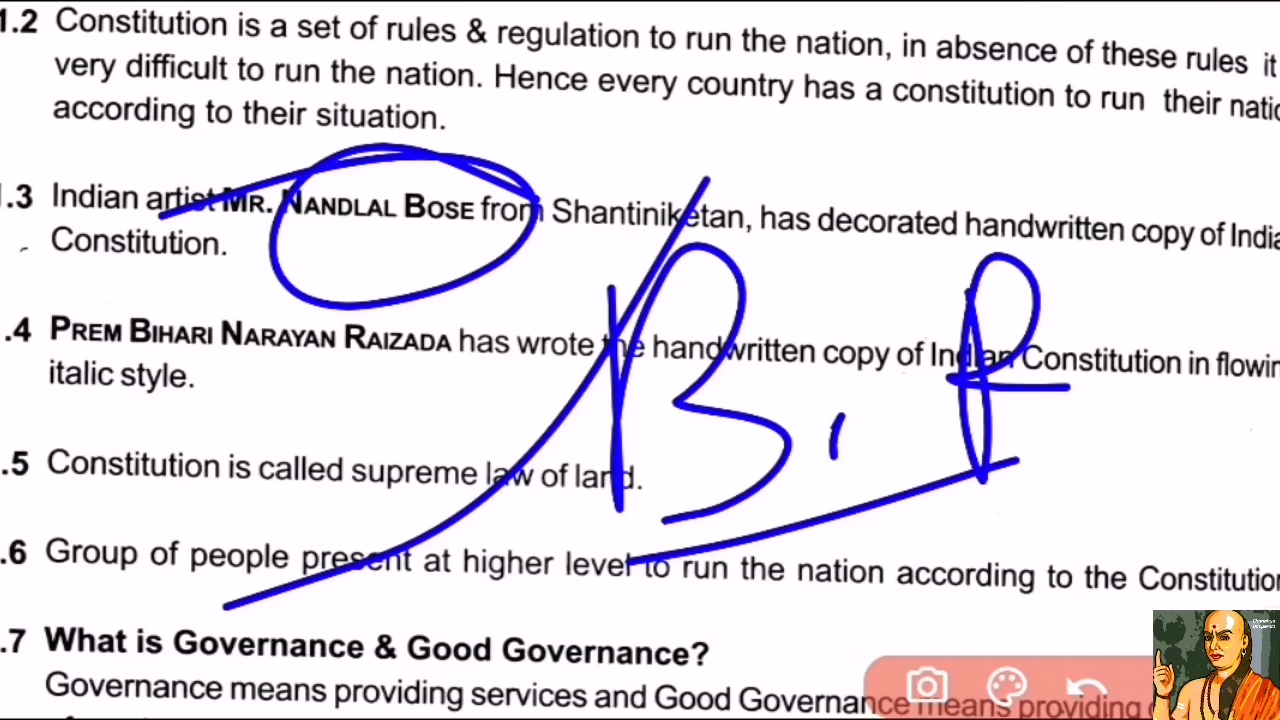 1.2 Constitution is a set of rules & regulation to run the nation, in absence of these rules it
very difficult to run the nation. Hence every country has a constitution to run their natio
according to their situation.
.3 Indian artist MR. NANDLAL BOSE from Shantiniketan, has decorated handwritten copy of India
Constitution.
.4 PREM BIHARI NARAYAN RAIZADA has wrote the handwritten copy of Indian Constitution in flowin
italic style.
B. R
.5 Constitution is called supreme law of land.
.6 Group of people present at higher level to run the nation according to the Constitution
.7 What is Governance & Good Governance?
Governance means providing services and Good Governance means providing